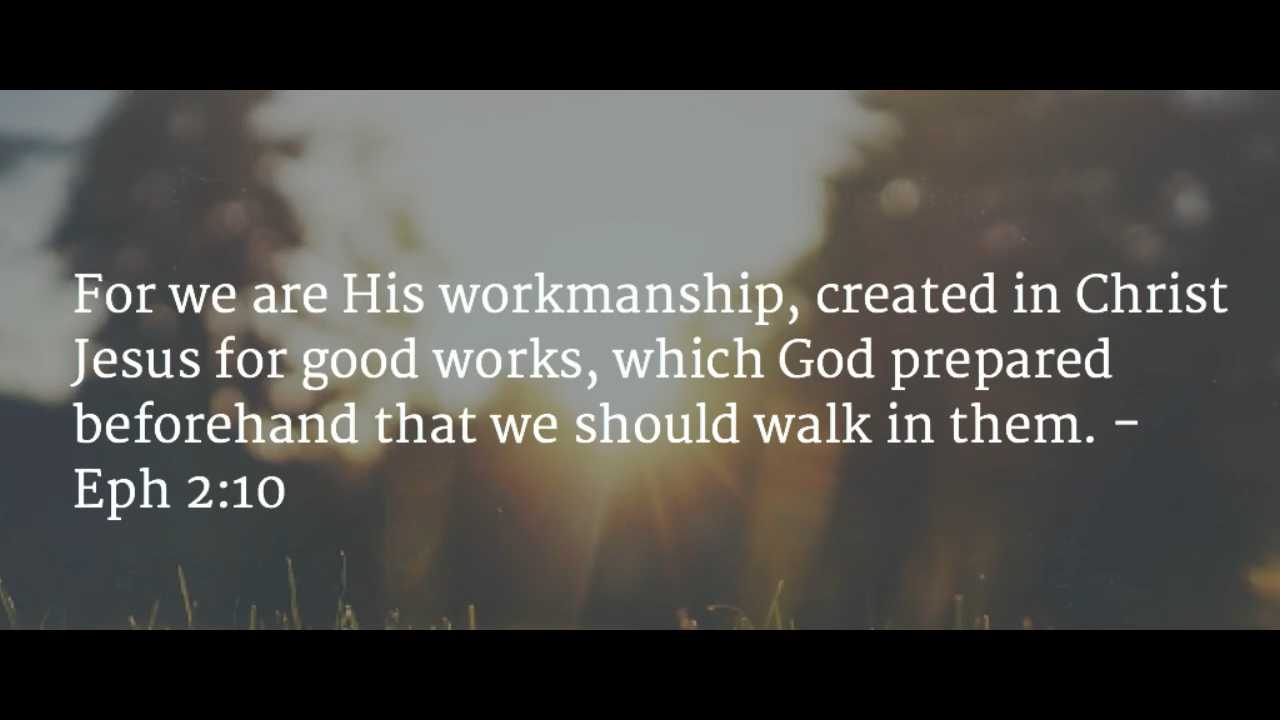 For we are His workmanship, created in Christ
Jesus for good works, which God prepared
beforehand that we should walk in them. -
Eph 2:10